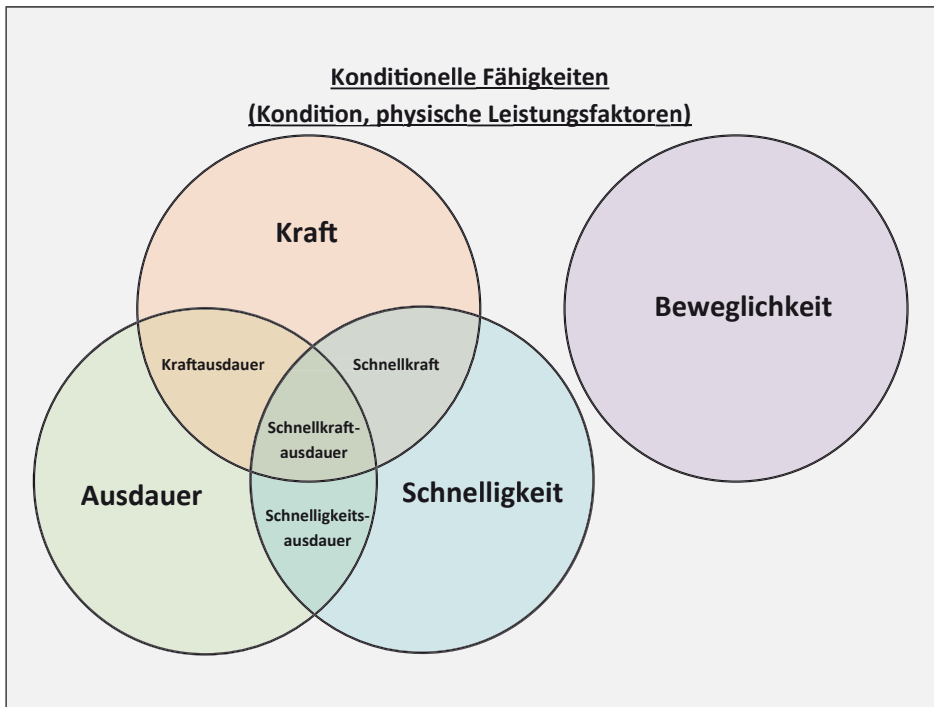 Konditionelle Fähigkeiten
(Kondition, physische Leistungsfaktoren)
Kraft
Beweglichkeit
Kraftausdauer
Schnellkraft
Schnellkraft-
ausdauer
Ausdauer
Schnelligkeit
Schnelligkeits-
ausdauer